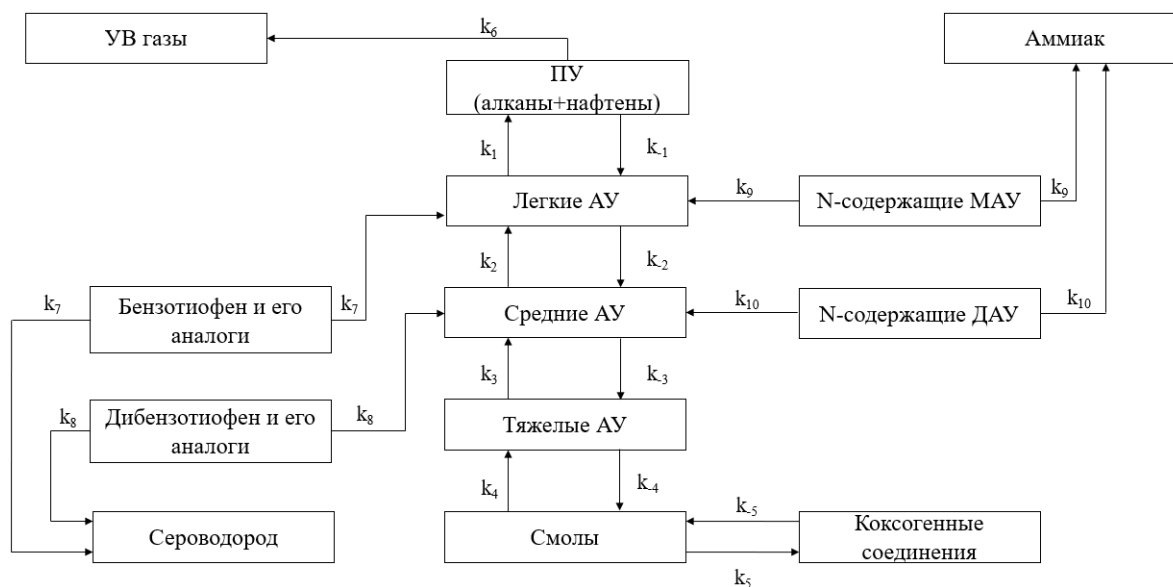 УВ газы
k6
Аммиак
ПУ
(алканы+нафтены)
k1
k-1
Легкие АУ
k9
N-содержащие МАУ
k9
k2
k-2
k7
Бензотиофен и его
аналоги
k7
Средние АУ
k10
N-содержащие ДАУ
k10
k3
k-3
k8
Дибензотиофен и его
аналоги
k8
Тяжелые АУ
k4
k-4
Сероводород
Смолы
k-5
k5
Коксогенные
соединения